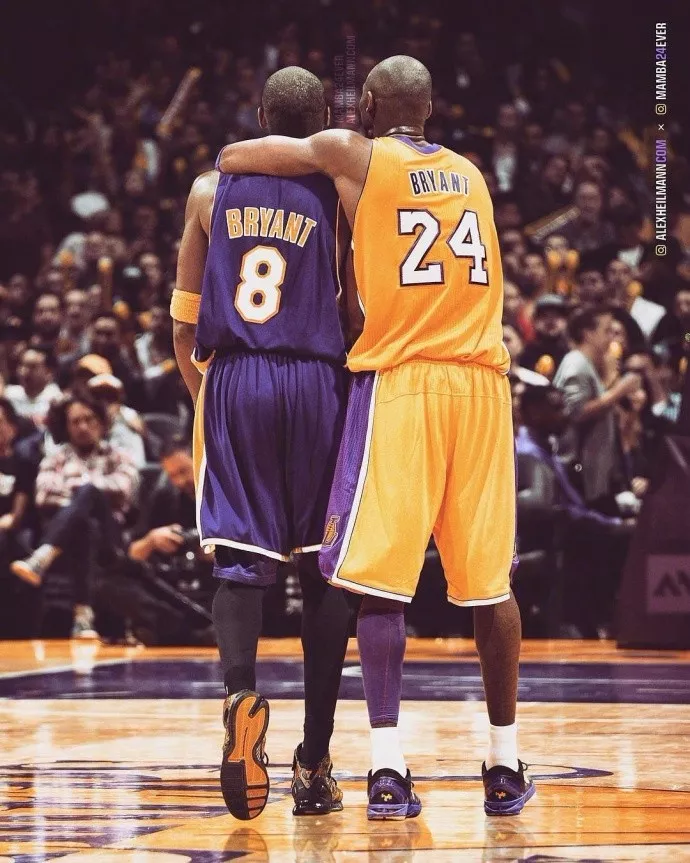 BRYANT
8
BRYANT
24
ALEXHEILMANN.COM × MAMBA24EVER